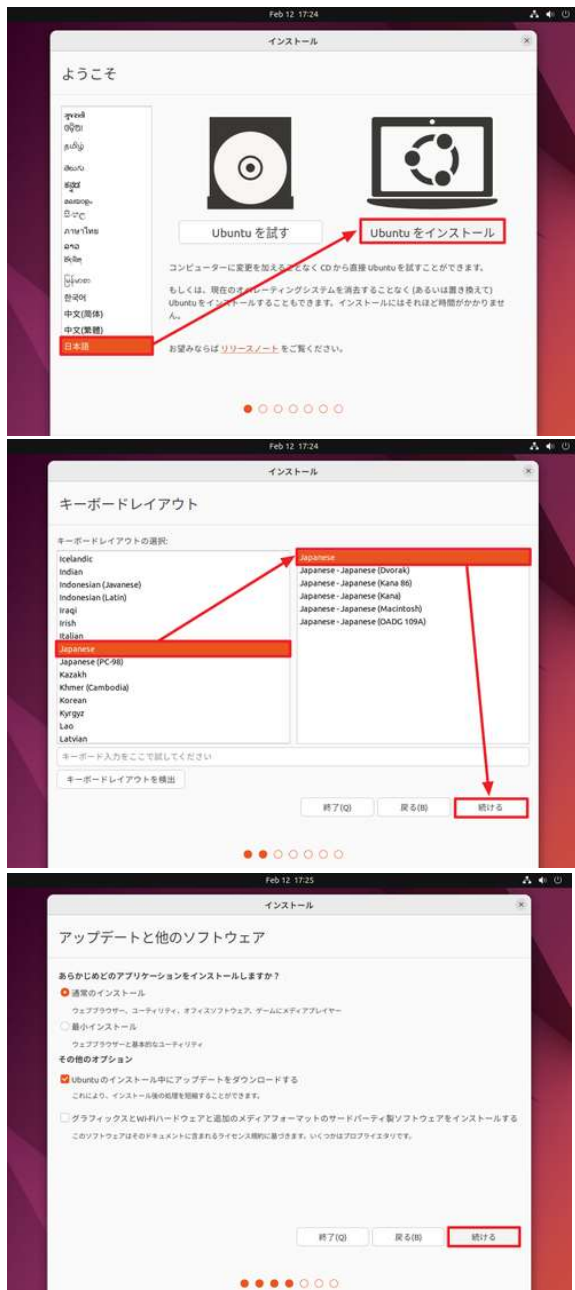 Feb 12 17:24
インストール
ようこそ
தமிழ்
ภาษาไทย
ລາວ
한국어
中文(简体)
中文(繁體)
日本語
Ubuntu を試す
Ubuntu をインストール
コンピューターに変更を加えることなく CD から直接 Ubuntu を試すことができます。
もしくは、現在のオペレーティングシステムを消去することなく (あるいは置き換えて)
Ubuntu をインストールすることもできます。インストールにはそれほど時間がかかりませ
ん。
お望みならば リリースノート をご覧ください。
Feb 12 17:24
インストール
キーボードレイアウト
キーボードレイアウトの選択:
Icelandic
Indian
Indonesian (Javanese)
Indonesian (Latin)
Iraqi
Irish
Italian
Japanese
Japanese (PC-98)
Kazakh
Khmer (Cambodia)
Korean
Kyrgyz
Lao
Latvian
Japanese
Japanese - Japanese (Dvorak)
Japanese - Japanese (Kana 86)
Japanese - Japanese (Kana)
Japanese - Japanese (Macintosh)
Japanese - Japanese (OADG 109A)
キーボード入力をここで試してください
キーボードレイアウトを検出
終了(Q)
戻る(B)
続ける
Feb 12 17:25
インストール
アップデートと他のソフトウェア
あらかじめどのアプリケーションをインストールしますか？
通常のインストール
ウェブブラウザー、ユーティリティ、オフィスソフトウェア、ゲームにメディアプレイヤー
最小インストール
ウェブブラウザーと基本的なユーティリティ
その他のオプション
Ubuntu のインストール中にアップデートをダウンロードする
これにより、インストール後の処理を短縮することができます。
グラフィックスとWi-Fiハードウェアと追加のメディアフォーマットのサードパーティ製ソフトウェアをインストールする
このソフトウェアはそのドキュメントに含まれるライセンス規約に基づきます。いくつかはプロプライエタリです。
終了(Q)
戻る(B)
続ける